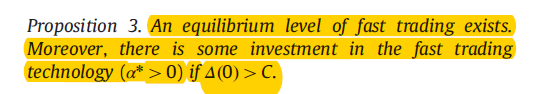 Proposition 3. An equilibrium level of fast trading exists.
Moreover, there is some investment in the fast trading
technology (α* > 0) if Δ(0) > C.